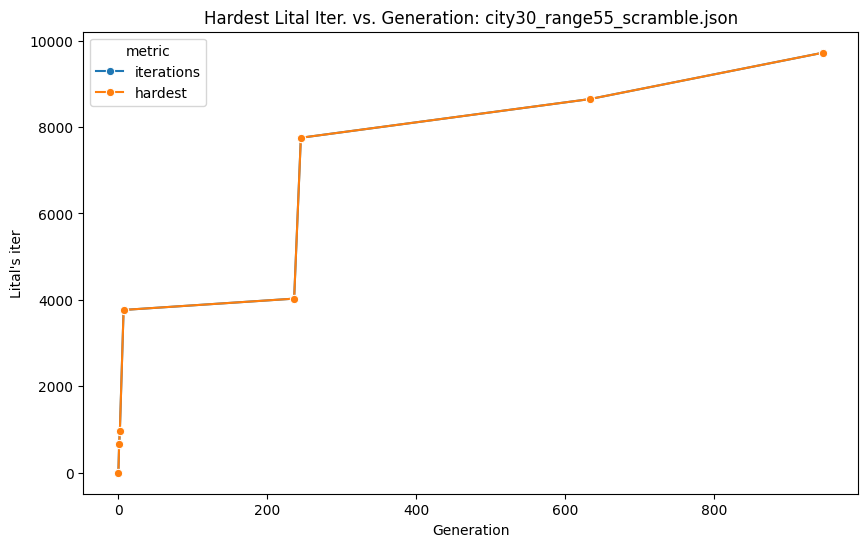 Hardest Lital Iter. vs. Generation: city30_range55_scramble.json
metric
iterations
hardest
10000
8000
6000
4000
2000
0
Lital's iter
0 200 400 600 800
Generation